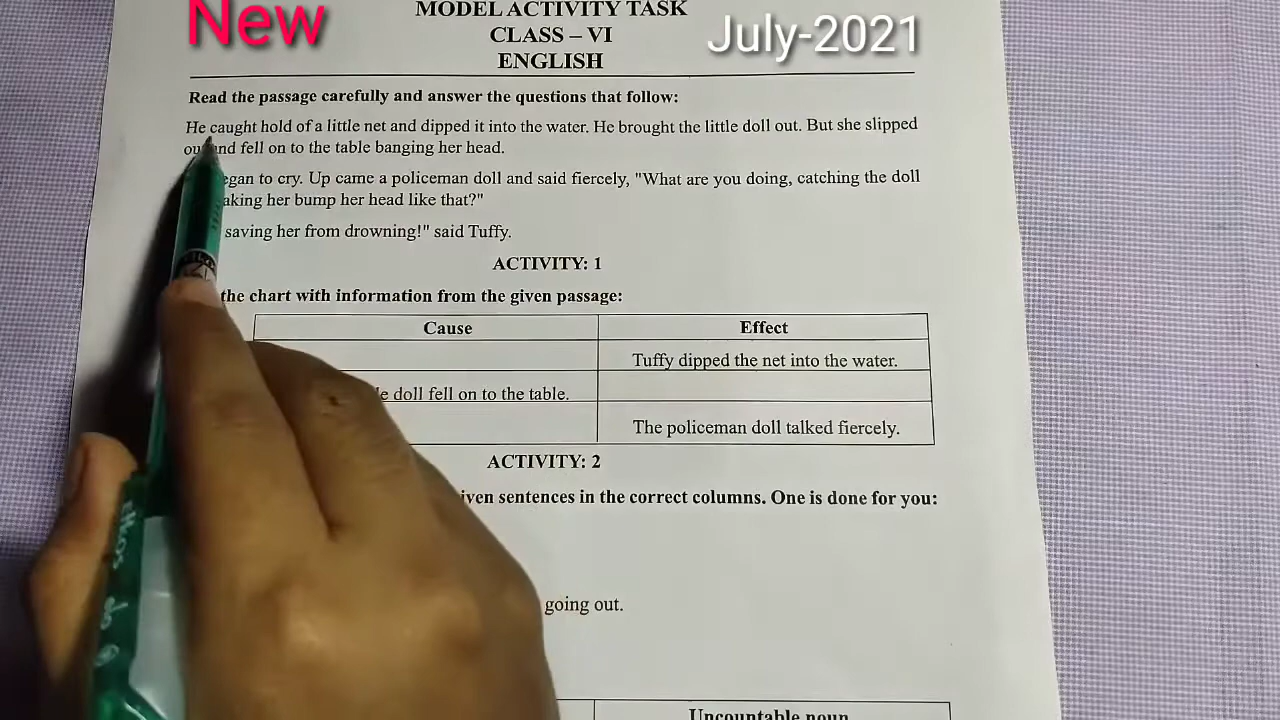 New
MODEL ACTIVITY TASK
July-2021
CLASS – VI
ENGLISH
Read the passage carefully and answer the questions that follow:
He caught hold of a little net and dipped it into the water. He brought the little doll out. But she slipped
and fell on to the table banging her head.
to cry. Up came a policeman doll and said fiercely, "What are you doing, catching the doll
her bump her head like that?"
saving her from drowning!" said Tuffy.
ACTIVITY: 1
the chart with information from the given passage:
Cause Effect
Tuffy dipped the net into the water.
doll fell on to the table.
The policeman doll talked fiercely.
ACTIVITY: 2
sentences in the correct columns. One is done for you:
going out.
Uncountable noun